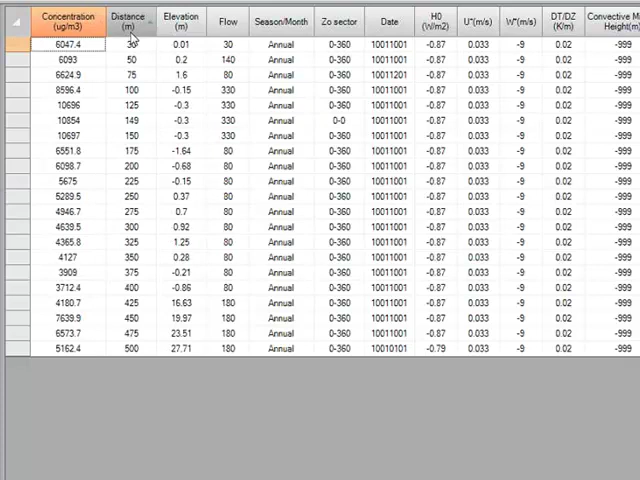 Concentration (ug/m3) Distance (m) Elevation (m) Flow Season/Month Zo sector Date H0 (W/m2) U*(m/s) W*(m/s) DT/DZ (K/m) Convective Mi Height(m)
6047.4 30 0.01 30 Annual 0-360 10011001 -0.87 0.033 -9 0.02 -999
6093 50 0.2 140 Annual 0-360 10011001 -0.87 0.033 -9 0.02 -999
6624.9 75 1.6 80 Annual 0-360 10011201 -0.87 0.033 -9 0.02 -999
8596.4 100 -0.15 330 Annual 0-360 10011001 -0.87 0.033 -9 0.02 -999
10696 125 -0.3 330 Annual 0-360 10011001 -0.87 0.033 -9 0.02 -999
10854 149 -0.3 330 Annual 0-0 10011001 -0.87 0.033 -9 0.02 -999
10697 150 -0.3 330 Annual 0-360 10011001 -0.87 0.033 -9 0.02 -999
6551.8 175 -1.64 80 Annual 0-360 10011001 -0.87 0.033 -9 0.02 -999
6098.7 200 -0.68 80 Annual 0-360 10011001 -0.87 0.033 -9 0.02 -999
5675 225 -0.15 80 Annual 0-360 10011001 -0.87 0.033 -9 0.02 -999
5289.5 250 0.37 80 Annual 0-360 10011001 -0.87 0.033 -9 0.02 -999
4946.7 275 0.7 80 Annual 0-360 10011001 -0.87 0.033 -9 0.02 -999
4639.5 300 0.92 80 Annual 0-360 10011001 -0.87 0.033 -9 0.02 -999
4365.8 325 1.25 80 Annual 0-360 10011001 -0.87 0.033 -9 0.02 -999
4127 350 0.28 80 Annual 0-360 10011001 -0.87 0.033 -9 0.02 -999
3909 375 -0.21 80 Annual 0-360 10011001 -0.87 0.033 -9 0.02 -999
3712.4 400 -0.86 80 Annual 0-360 10011001 -0.87 0.033 -9 0.02 -999
4180.7 425 16.63 180 Annual 0-360 10011001 -0.87 0.033 -9 0.02 -999
7639.9 450 19.97 180 Annual 0-360 10011001 -0.87 0.033 -9 0.02 -999
6573.7 475 23.51 180 Annual 0-360 10011001 -0.87 0.033 -9 0.02 -999
5162.4 500 27.71 180 Annual 0-360 10010101 -0.79 0.033 -9 0.02 -999